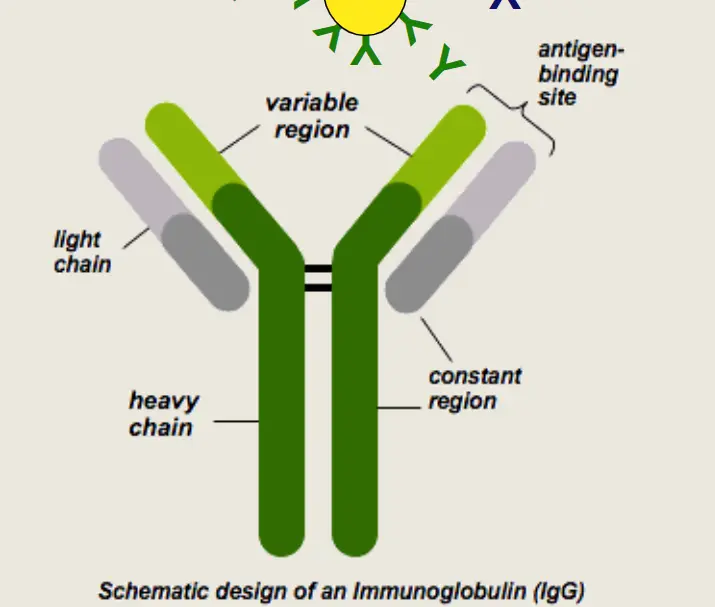 antigen-
binding
site
variable
region
light
chain
constant
region
heavy
chain
Schematic design of an Immunoglobulin (IgG)